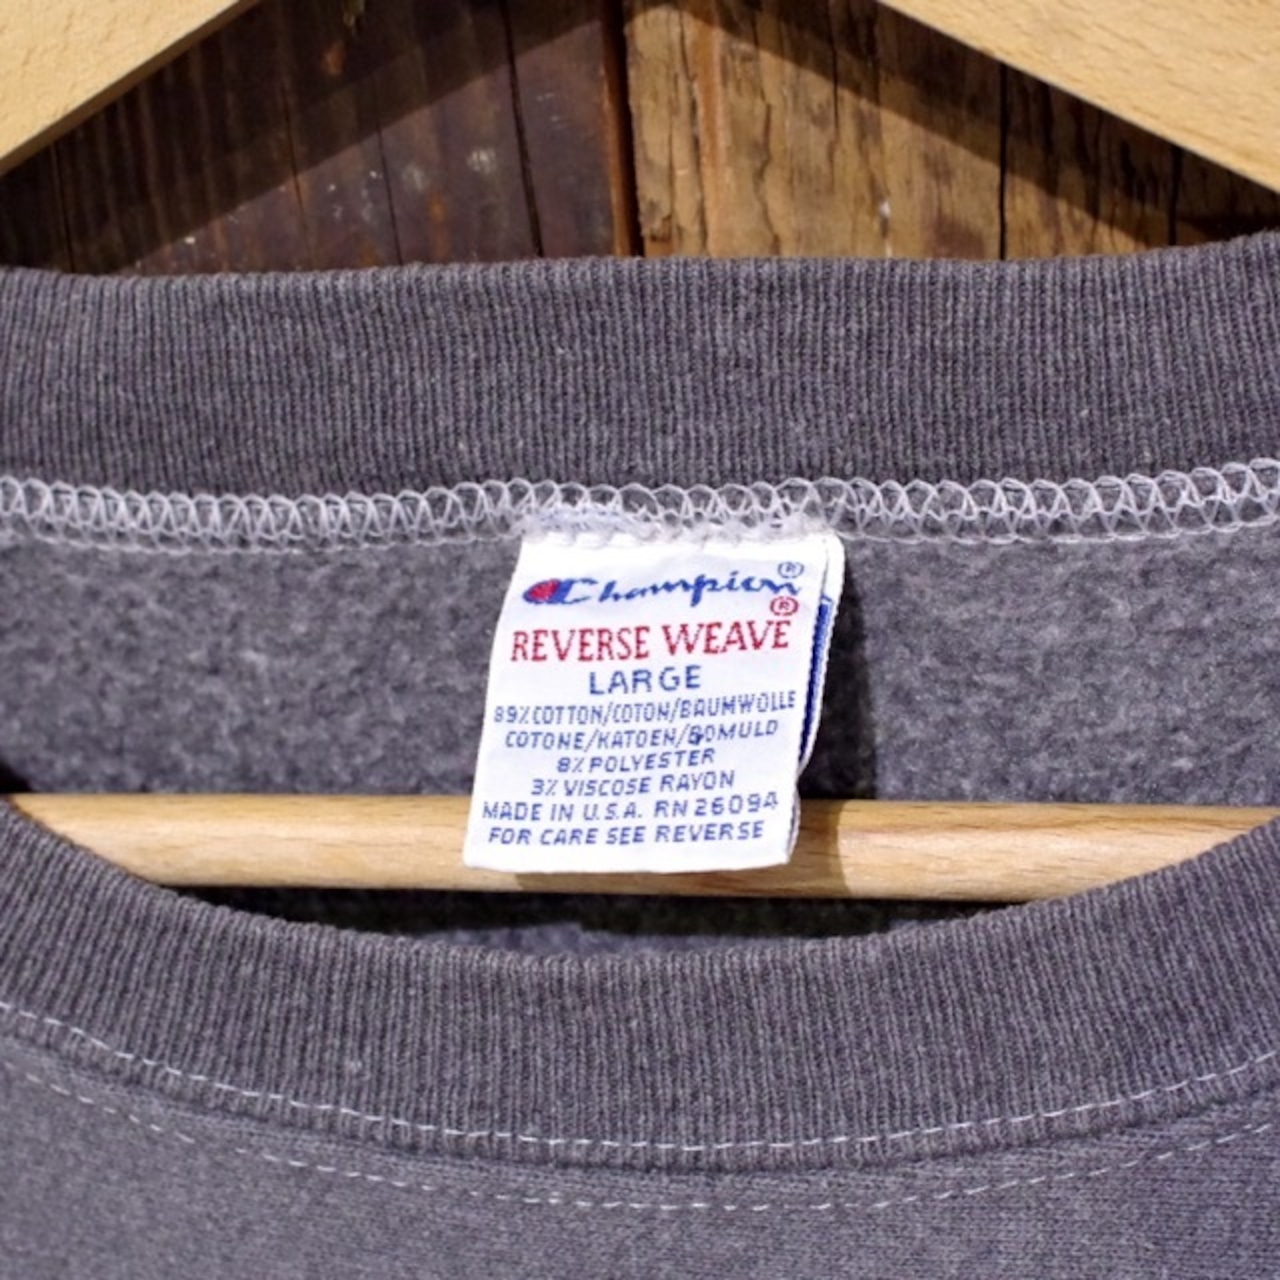 Champion®
®
REVERSE WEAVE
LARGE
89% COTTON/COTON/BAUMWOLLE
COTONE/KATOEN/BOMULD
8% POLYESTER
3% VISCOSE RAYON
MADE IN U.S.A. RN 26094
FOR CARE SEE REVERSE